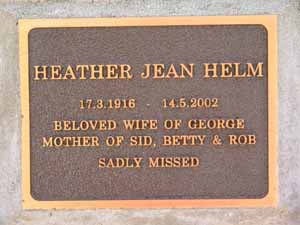 HEATHER JEAN HELM
17.3.1916 - 14.5.2002
BELOVED WIFE OF GEORGE
MOTHER OF SID, BETTY & ROB
SADLY MISSED